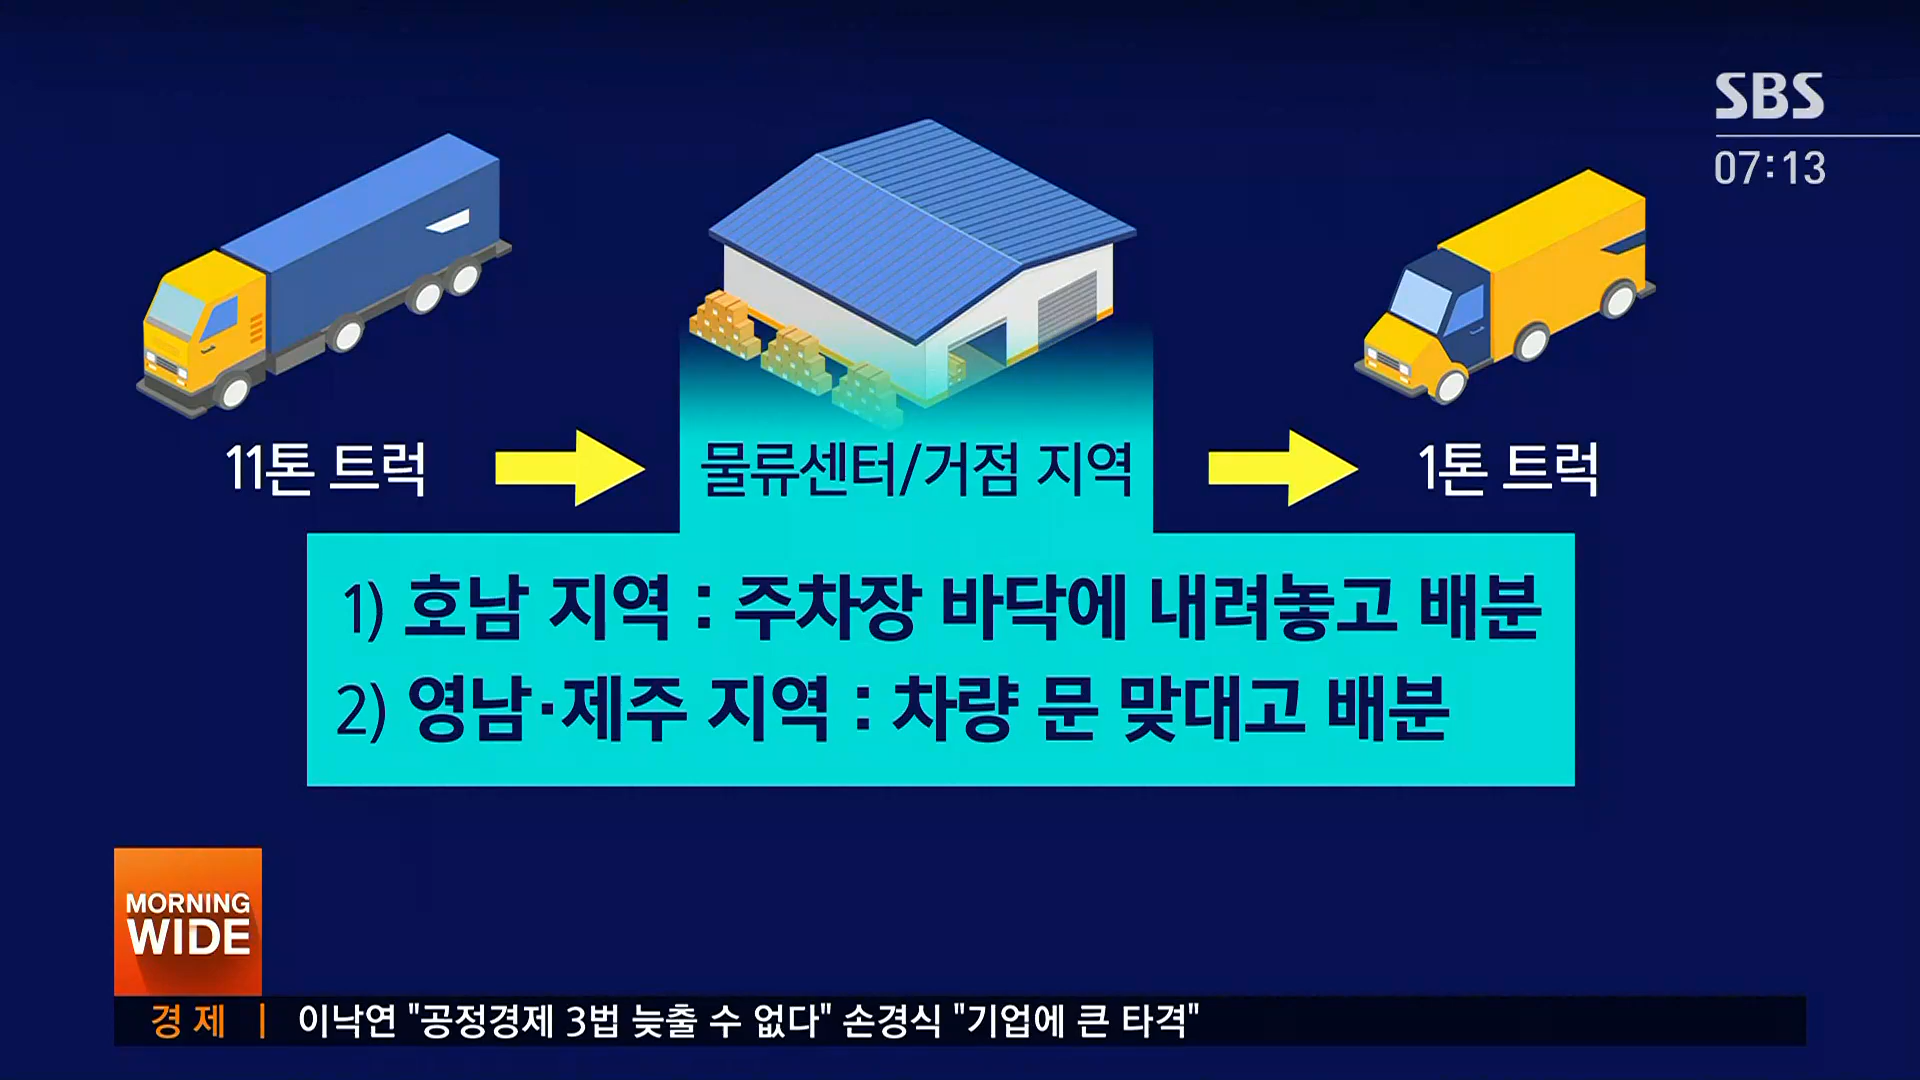 SBS
07:13
11톤 트럭
물류센터/거점 지역
1톤 트럭
1) 호남 지역 : 주차장 바닥에 내려놓고 배분
2) 영남·제주 지역 : 차량 문 맞대고 배분
MORNING
WIDE
경제 | 이낙연 "공정경제 3법 늦출 수 없다" 손경식 "기업에 큰 타격"